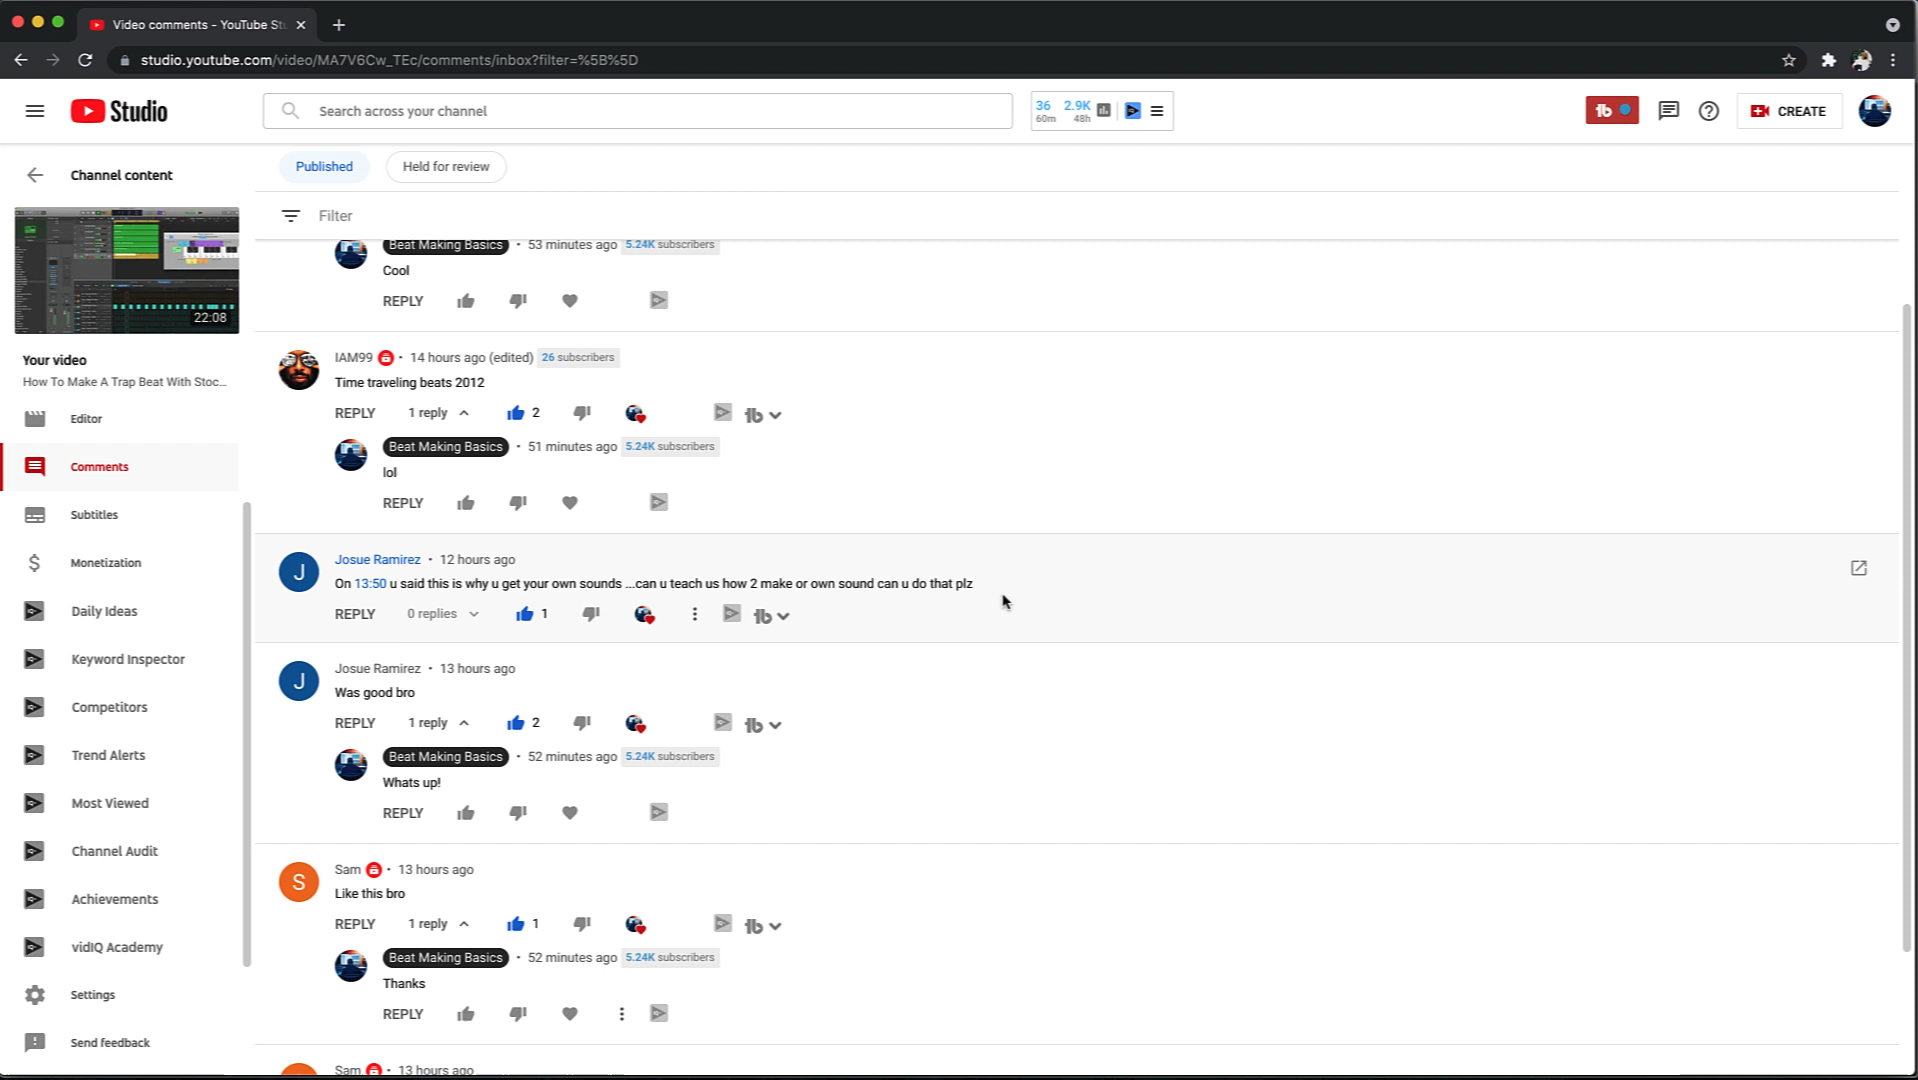 Video comments - YouTube St
studio.youtube.com/video/MA7V6Cw_TEc/comments/inbox?filter=%5B%5D
Studio
Search across your channel
36 2.9K
60m 48h
CREATE
Channel content
22:08
Your video
How To Make A Trap Beat With Stoc...
Editor
Comments
Subtitles
Monetization
Daily Ideas
Keyword Inspector
Competitors
Trend Alerts
Most Viewed
Channel Audit
Achievements
vidIQ Academy
Settings
Send feedback
Published Held for review
Filter
Beat Making Basics • 53 minutes ago 5.24K subscribers
Cool
REPLY
IAM99 • 14 hours ago (edited) 26 subscribers
Time traveling beats 2012
REPLY 1 reply 2 tb
Beat Making Basics • 51 minutes ago 5.24K subscribers
lol
REPLY
J Josue Ramirez • 12 hours ago
On 13:50 u said this is why u get your own sounds ...can u teach us how 2 make or own sound can u do that plz
REPLY 0 replies 1 tb
J Josue Ramirez • 13 hours ago
Was good bro
REPLY 1 reply 2 tb
Beat Making Basics • 52 minutes ago 5.24K subscribers
Whats up!
REPLY
S Sam • 13 hours ago
Like this bro
REPLY 1 reply 1 tb
Beat Making Basics • 52 minutes ago 5.24K subscribers
Thanks
REPLY
Sam • 13 hours ago